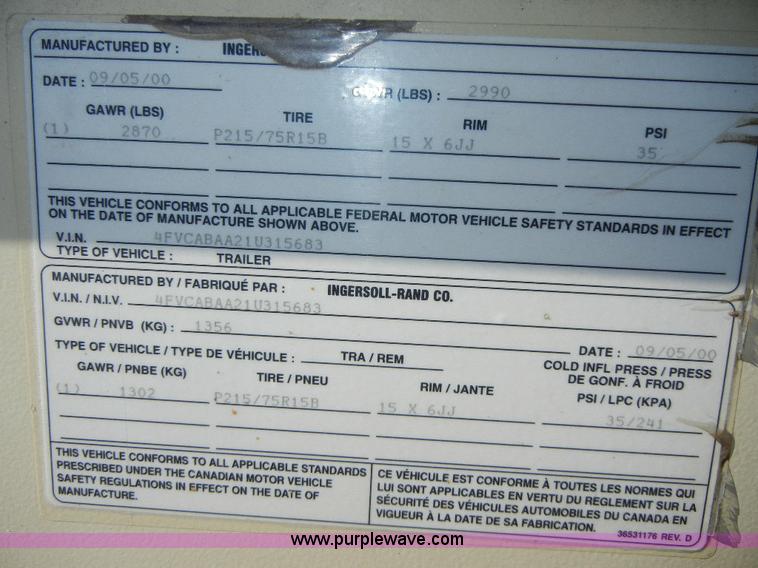 MANUFACTURED BY : INGERS
DATE : 09/05/00 GAWR (LBS) : 2990
GAWR (LBS) TIRE RIM PSI
(1) 2870 P215/75R15B 15 X 6JJ 35
THIS VEHICLE CONFORMS TO ALL APPLICABLE FEDERAL MOTOR VEHICLE SAFETY STANDARDS IN EFFECT
ON THE DATE OF MANUFACTURE SHOWN ABOVE.
V.I.N. 4FVCABAA21U315683
TYPE OF VEHICLE : TRAILER
MANUFACTURED BY / FABRIQUÉ PAR : INGERSOLL-RAND CO.
V.I.N. / N.I.V. 4FVCABAA21U315683
GVWR / PNVB (KG) : 1356
DATE : 09/05/00
TYPE OF VEHICLE / TYPE DE VÉHICULE : TRA / REM
COLD INFL PRESS / PRESS
DE GONF. À FROID
GAWR / PNBE (KG) TIRE / PNEU RIM / JANTE PSI / LPC (KPA)
(1) 1302 P215/75R15B 15 X 6JJ 35/241
THIS VEHICLE CONFORMS TO ALL APPLICABLE STANDARDS
PRESCRIBED UNDER THE CANADIAN MOTOR VEHICLE
SAFETY REGULATIONS IN EFFECT ON THE DATE OF
MANUFACTURE.
CE VÉHICULE EST CONFORME À TOUTES LES NORMES QUI
LUI SONT APPLICABLES EN VERTU DU REGLEMENT SUR LA
SÉCURITÉ DES VÉHICULES AUTOMOBILES DU CANADA EN
VIGUEUR À LA DATE DE SA FABRICATION.
36531176 REV. D
www.purplewave.com